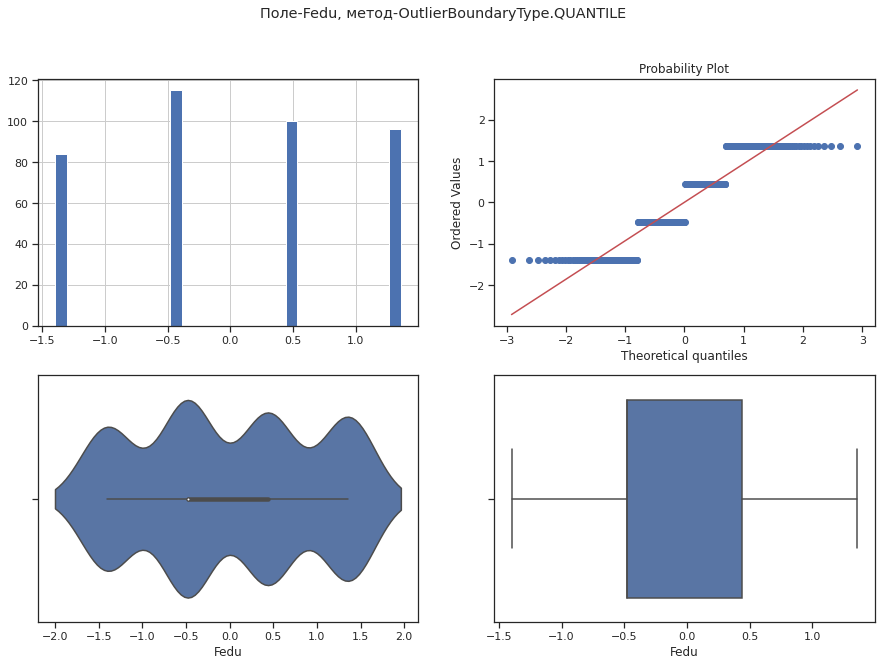 Поле-Fedu, метод-OutlierBoundaryType.QUANTILE
120
100
80
60
40
20
0
−1.5 −1.0 −0.5 0.0 0.5 1.0
Probability Plot
Ordered Values
2
1
0
−1
−2
−3 −2 −1 0 1 2 3
Theoretical quantiles
−2.0 −1.5 −1.0 −0.5 0.0 0.5 1.0 1.5 2.0
Fedu
−1.5 −1.0 −0.5 0.0 0.5 1.0
Fedu